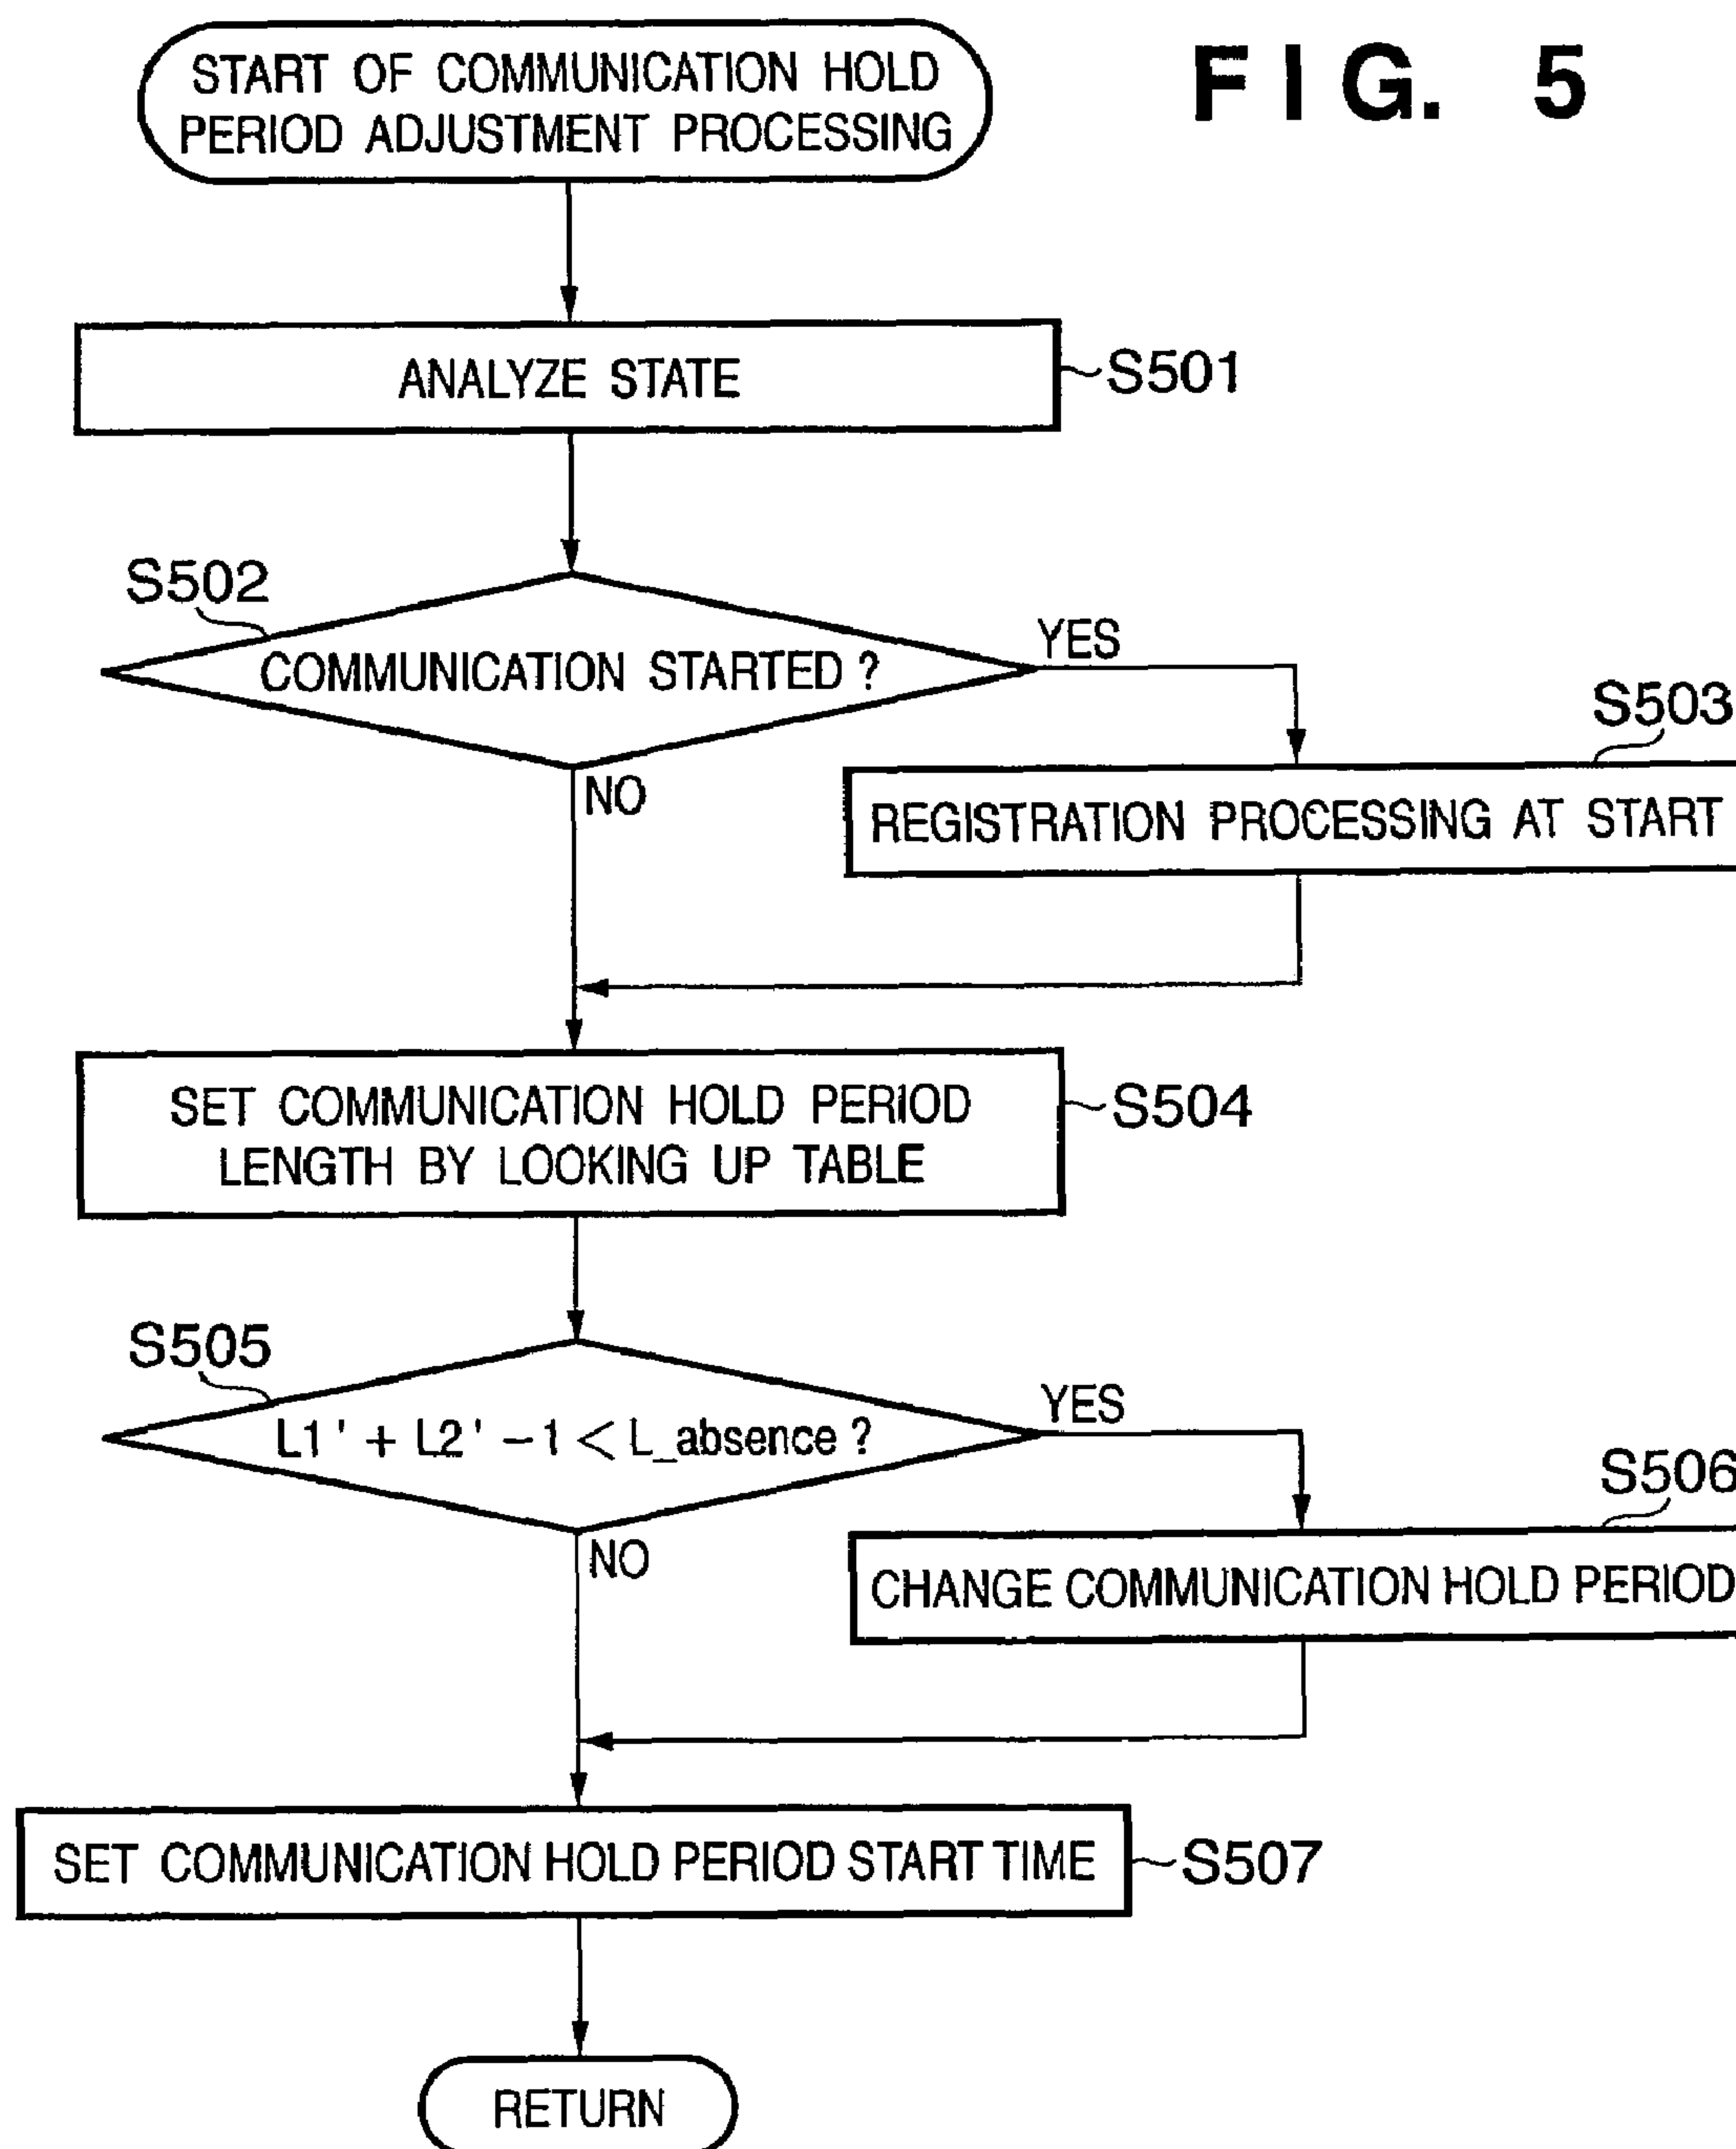 START OF COMMUNICATION HOLD
PERIOD ADJUSTMENT PROCESSING
FIG. 5
ANALYZE STATE
S501
S502
COMMUNICATION STARTED ?
YES
NO
S503
REGISTRATION PROCESSING AT START
SET COMMUNICATION HOLD PERIOD
LENGTH BY LOOKING UP TABLE
S504
S505
L1' + L2' -1 < L_absence ?
YES
NO
S506
CHANGE COMMUNICATION HOLD PERIOD
SET COMMUNICATION HOLD PERIOD START TIME
S507
RETURN